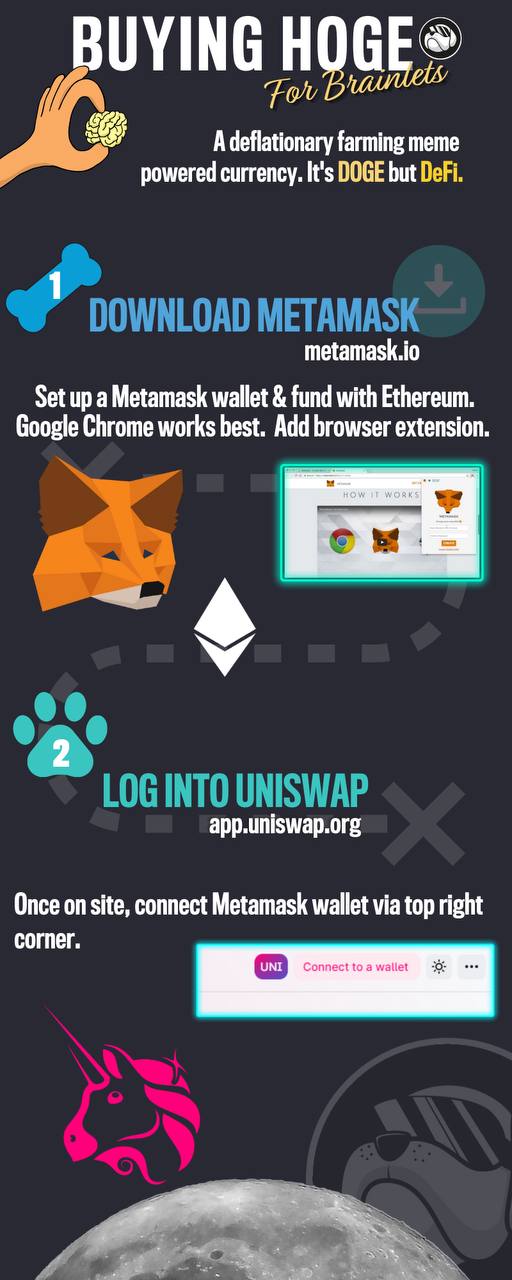 BUYING HOGE
For Brainlets
A deflationary farming meme
powered currency. It's DOGE but DeFi.
1
DOWNLOAD METAMASK
metamask.io
Set up a Metamask wallet & fund with Ethereum.
Google Chrome works best. Add browser extension.
HOW IT WORKS
METAMASK
2
LOG INTO UNISWAP
app.uniswap.org
Once on site, connect Metamask wallet via top right
corner.
UNI Connect to a wallet